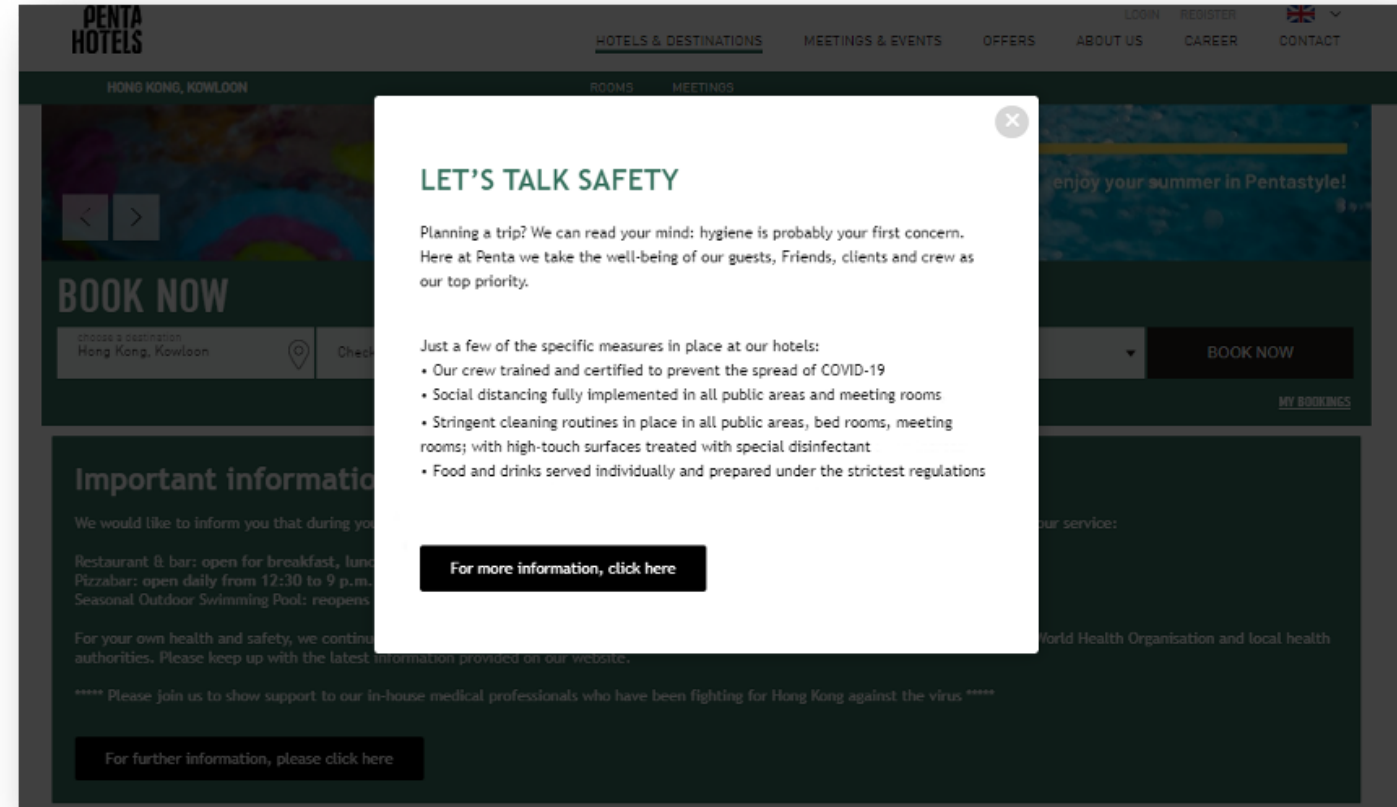 PENTA
HOTELS
LOGIN REGISTER
HOTELS & DESTINATIONS MEETINGS & EVENTS OFFERS ABOUT US CAREER CONTACT
HONG KONG, KOWLOON ROOMS MEETINGS
enjoy your summer in Pentastyle!
LET'S TALK SAFETY
Planning a trip? We can read your mind: hygiene is probably your first concern.
Here at Penta we take the well-being of our guests, Friends, clients and crew as
our top priority.
Just a few of the specific measures in place at our hotels:
• Our crew trained and certified to prevent the spread of COVID-19
• Social distancing fully implemented in all public areas and meeting rooms
• Stringent cleaning routines in place in all public areas, bed rooms, meeting
rooms; with high-touch surfaces treated with special disinfectant
• Food and drinks served individually and prepared under the strictest regulations
For more information, click here
BOOK NOW
choose a destination
Hong Kong, Kowloon Check
BOOK NOW
MY BOOKINGS
Important informatio
We would like to inform you that during you our service:
Restaurant & bar: open for breakfast, lunc
Pizzabar: open daily from 12:30 to 9 p.m.
Seasonal Outdoor Swimming Pool: reopens
For your own health and safety, we continu World Health Organisation and local health
authorities. Please keep up with the latest information provided on our website.
***** Please join us to show support to our in-house medical professionals who have been fighting for Hong Kong against the virus *****
For further information, please click here